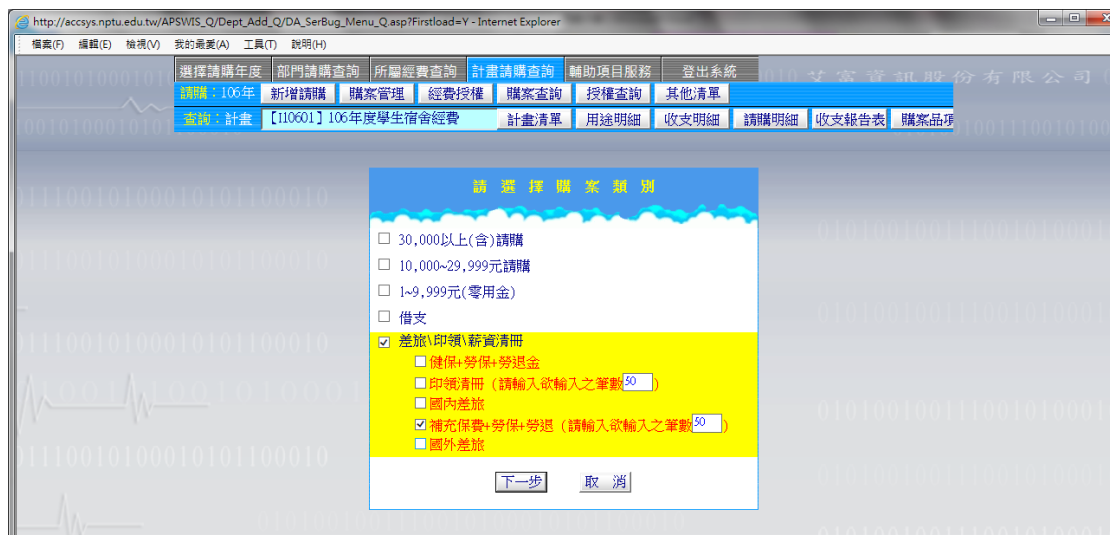 http://accsys.nptu.edu.tw/APSWIS_Q/Dept_Add_Q/DA_SerBug_Menu_Q.asp?Firstload=Y - Internet Explorer
檔案(F) 編輯(E) 檢視(V) 我的最愛(A) 工具(T) 說明(H)
選擇請購年度 部門請購查詢 所屬經費查詢 計畫請購查詢 輔助項目服務 登出系統
艾富資訊股份有限公司
請購：106年 新增請購 購案管理 經費授權 購案查詢 授權查詢 其他清單
查詢：計畫 【I10601】106年度學生宿舍經費 計畫清單 用途明細 收支明細 請購明細 收支報告表 購案品項
請選擇購案類別
30,000以上(含)請購
10,000~29,999元請購
1~9,999元(零用金)
借支
差旅\印領\薪資清冊
健保+勞保+勞退金
印領清冊（請輸入欲輸入之筆數50）
國內差旅
補充保費+勞保+勞退（請輸入欲輸入之筆數50）
國外差旅
下一步 取 消